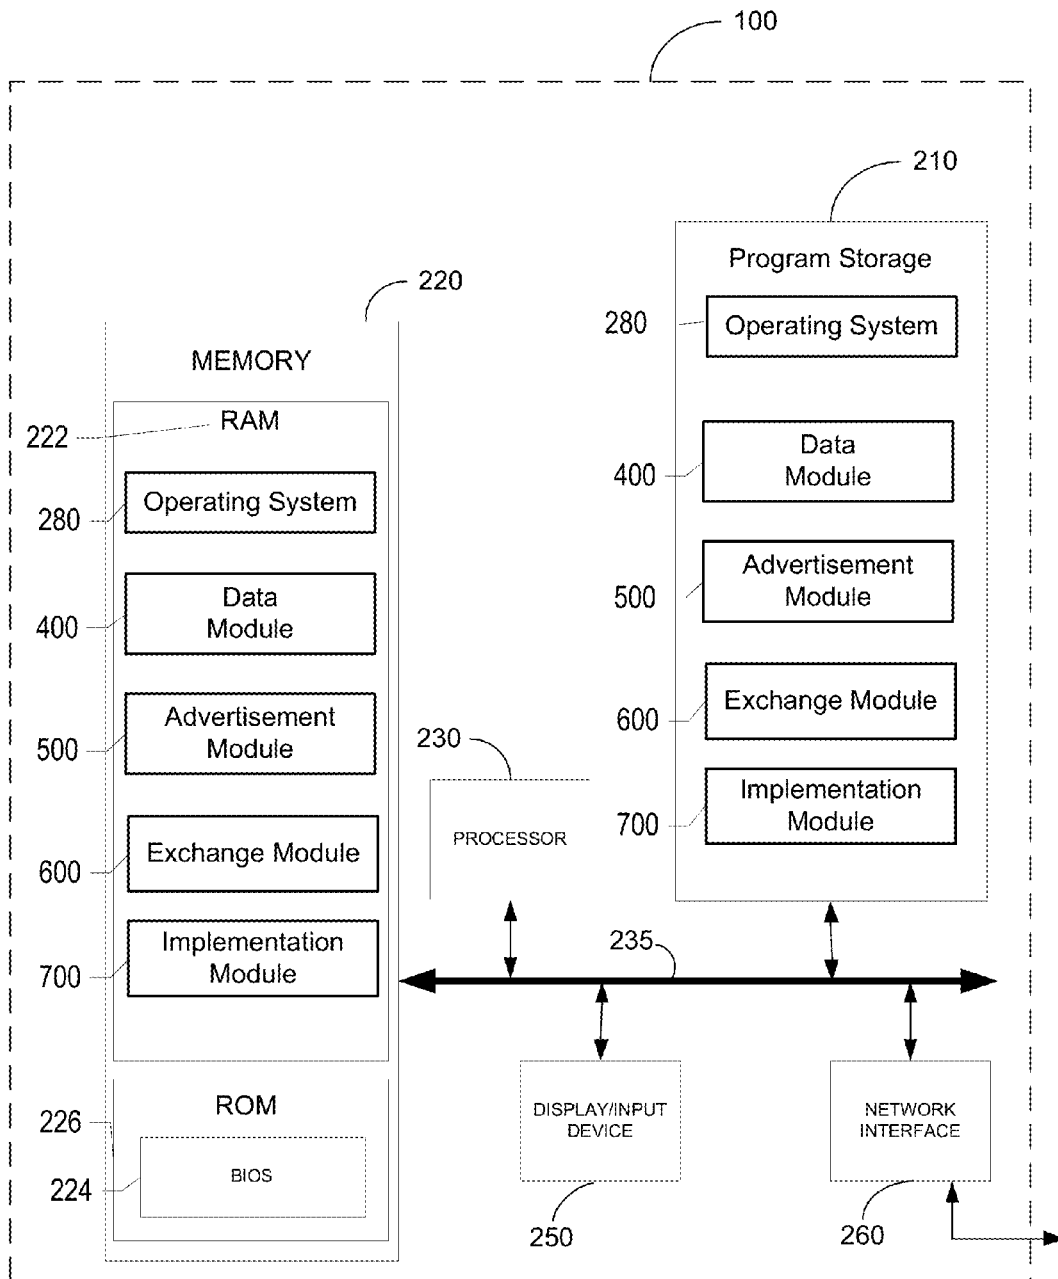 100
210
Program Storage
280
Operating System
400
Data
Module
500
Advertisement
Module
600
Exchange Module
700
Implementation
Module
220
MEMORY
222
RAM
280
Operating System
400
Data
Module
500
Advertisement
Module
600
Exchange Module
700
Implementation
Module
226
ROM
224
BIOS
230
PROCESSOR
235
DISPLAY/INPUT
DEVICE
250
NETWORK
INTERFACE
260